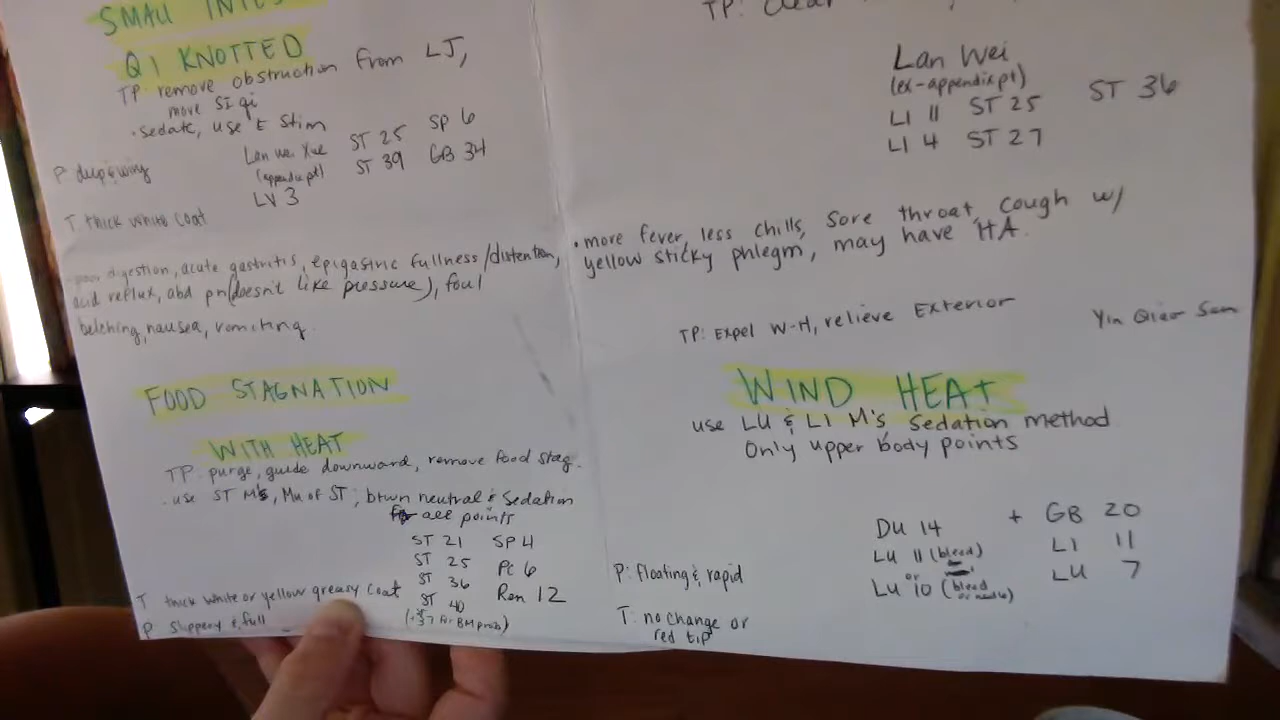 SMALL
QI KNOTTED
TP: remove obstruction from LJ,
move SI qi
• sedate, use E Stim
Lan wei Xue ST 25 SP 6
(appendix pt) ST 39 GB 34
LV 3
P: deep & wiry
T: thick white coat
- poor digestion, acute gastritis, epigastric fullness/distention,
acid reflux, abd pn (doesn't like pressure), foul
belching, nausea, vomiting.
FOOD STAGNATION
WITH HEAT
TP: purge, guide downward, remove food stag.
• use ST M's, Mu of ST; btwn neutral & Sedation
all points
ST 21 SP 4
ST 25 Pc 6
ST 36 Ren 12
ST 40
(+37 for BM prob)
T thick white or yellow greasy coat
P: slippery & full
TP: Clear
Lan Wei
(ex-appendix pt)
LI 11 ST 25 ST 36
LI 4 ST 27
• more fever, less chills, sore throat, cough w/
yellow sticky phlegm, may have HA.
TP: Expel W-H, relieve Exterior
Yin Qiao San
WIND HEAT
use LU & LI M's Sedation method
Only upper body points
DU 14 + GB 20
LU 11 (bleed) LI 11
or
LU 10 (bleed or needle) LU 7
P: floating & rapid
T: no change or
red tip